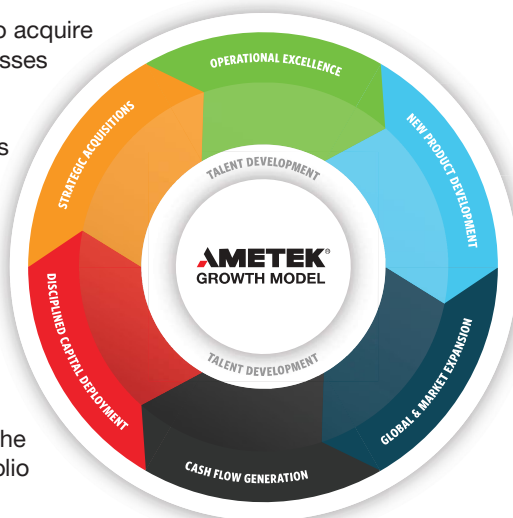 o acquire
sses
s
he
olio
OPERATIONAL EXCELLENCE
NEW PRODUCT DEVELOPMENT
GLOBAL & MARKET EXPANSION
CASH FLOW GENERATION
DISCIPLINED CAPITAL DEPLOYMENT
STRATEGIC ACQUISITIONS
TALENT DEVELOPMENT
AMETEK®
GROWTH MODEL
TALENT DEVELOPMENT